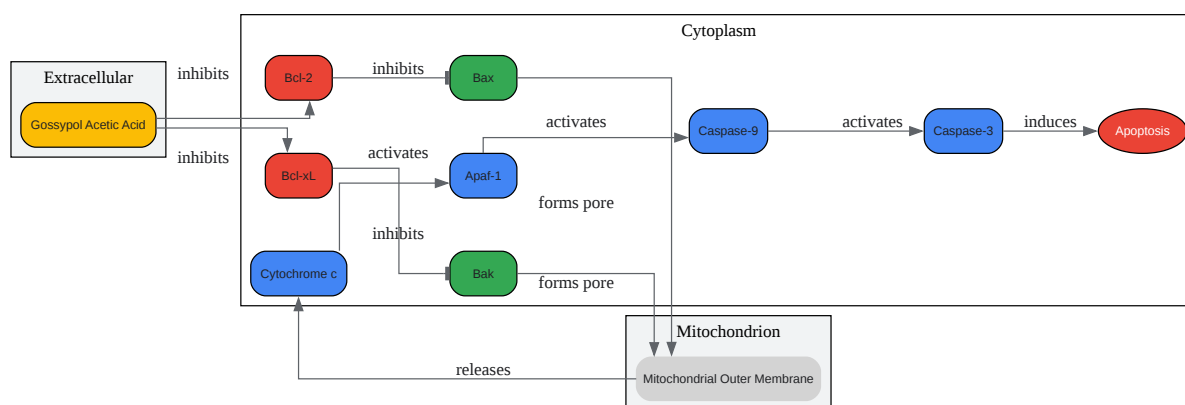 Cytoplasm
Extracellular
inhibits
Bcl-2
inhibits
Bax
Gossypol Acetic Acid
activates
Caspase-9
activates
Caspase-3
induces
Apoptosis
inhibits
Bcl-xL
activates
Apaf-1
forms pore
inhibits
Cytochrome c
Bak
forms pore
Mitochondrion
releases
Mitochondrial Outer Membrane